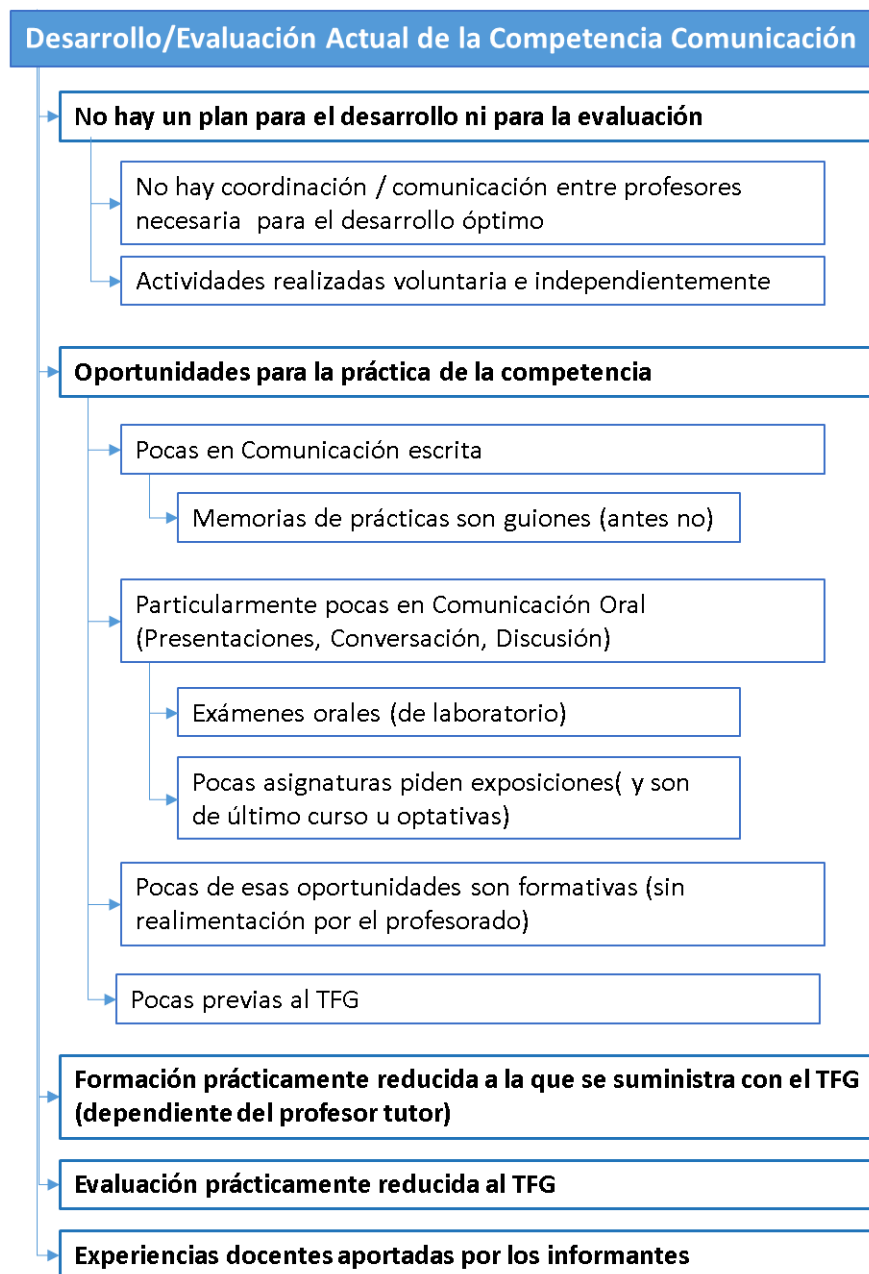 Desarrollo/Evaluación Actual de la Competencia Comunicación
No hay un plan para el desarrollo ni para la evaluación
No hay coordinación / comunicación entre profesores
necesaria para el desarrollo óptimo
Actividades realizadas voluntaria e independientemente
Oportunidades para la práctica de la competencia
Pocas en Comunicación escrita
Memorias de prácticas son guiones (antes no)
Particularmente pocas en Comunicación Oral
(Presentaciones, Conversación, Discusión)
Exámenes orales (de laboratorio)
Pocas asignaturas piden exposiciones( y son
de último curso u optativas)
Pocas de esas oportunidades son formativas (sin
realimentación por el profesorado)
Pocas previas al TFG
Formación prácticamente reducida a la que se suministra con el TFG
(dependiente del profesor tutor)
Evaluación prácticamente reducida al TFG
Experiencias docentes aportadas por los informantes